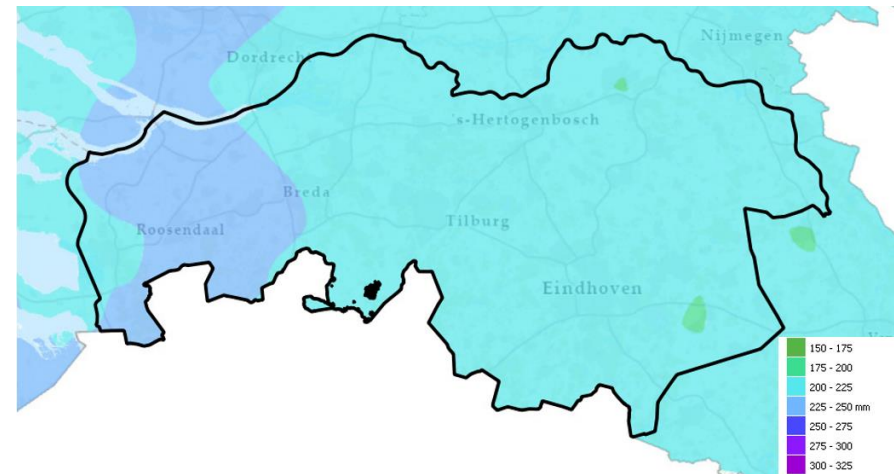 Nijmegen
Dordrecht
's-Hertogenbosch
Breda
Roosendaal
Tilburg
Eindhoven
150 - 175
175 - 200
200 - 225
225 - 250 mm
250 - 275
275 - 300
300 - 325